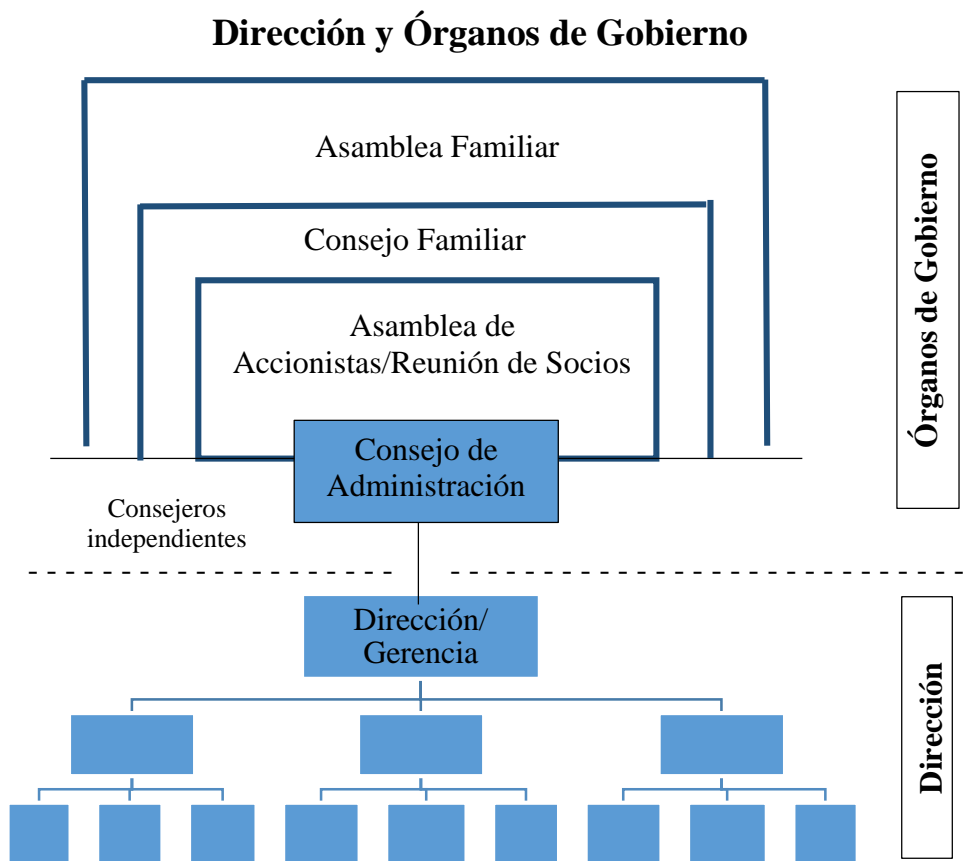 Dirección y Órganos de Gobierno
Asamblea Familiar
Consejo Familiar
Asamblea de
Accionistas/Reunión de Socios
Consejo de
Administración
Consejeros
independientes
Órganos de Gobierno
Dirección/
Gerencia
Dirección